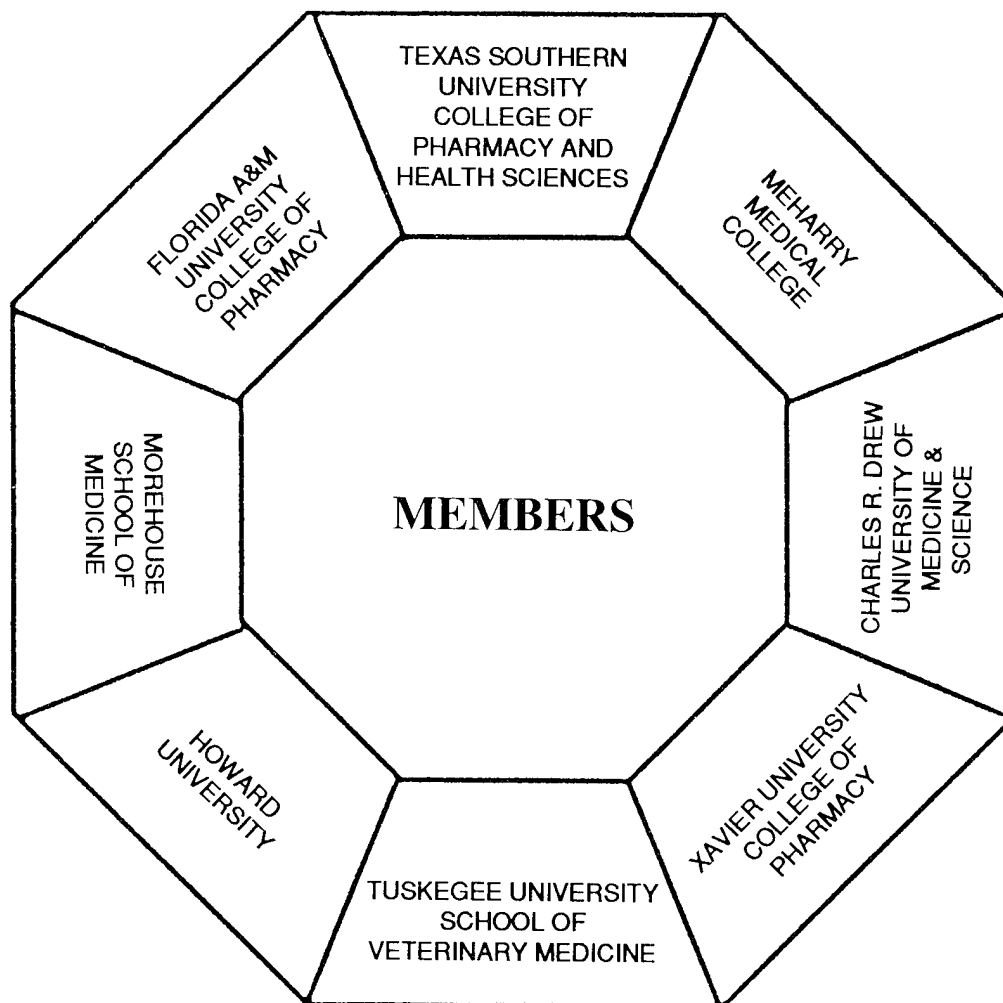 TEXAS SOUTHERN
UNIVERSITY
COLLEGE OF
PHARMACY AND
HEALTH SCIENCES
MEHARRY
MEDICAL
COLLEGE
CHARLES R. DREW
UNIVERSITY OF
MEDICINE &
SCIENCE
XAVIER UNIVERSITY
COLLEGE OF
PHARMACY
TUSKEGEE UNIVERSITY
SCHOOL OF
VETERINARY MEDICINE
HOWARD
UNIVERSITY
MOREHOUSE
SCHOOL OF
MEDICINE
FLORIDA A&M
UNIVERSITY
COLLEGE OF
PHARMACY
MEMBERS